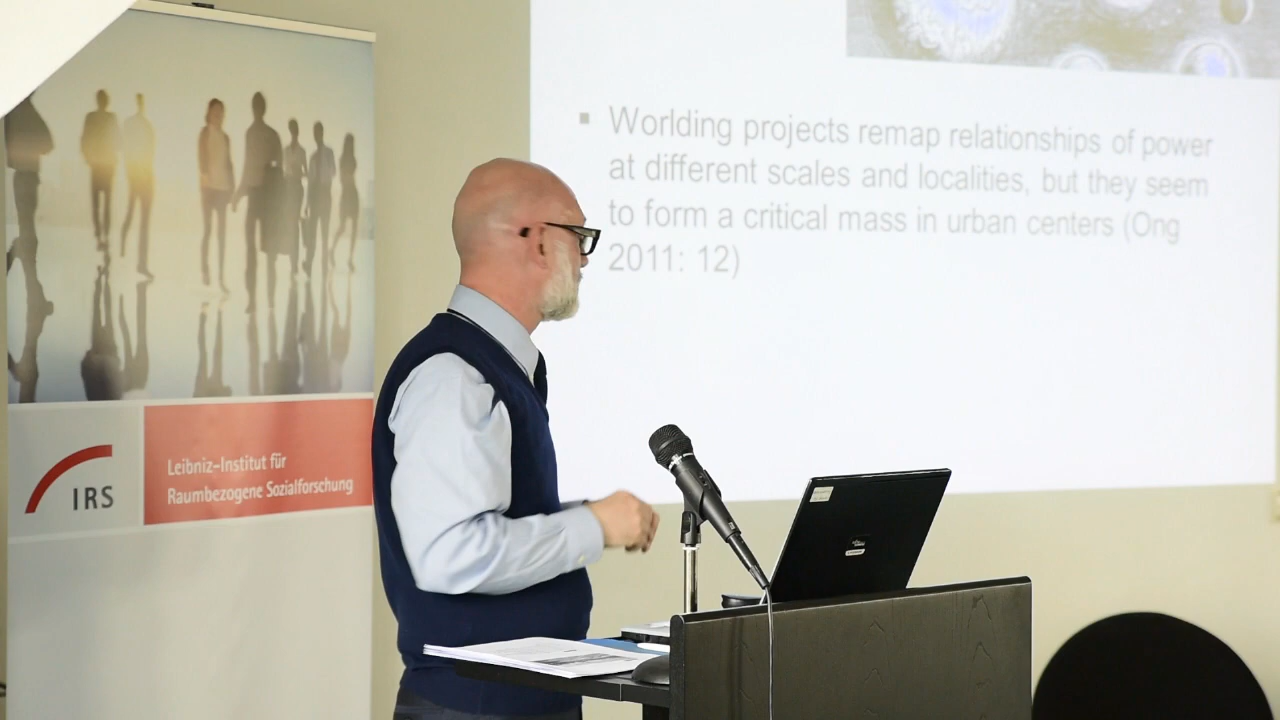 Worlding projects remap relationships of power
at different scales and localities, but they seem
to form a critical mass in urban centers (Ong
2011: 12)
IRS
Leibniz-Institut für
Raumbezogene Sozialforschung